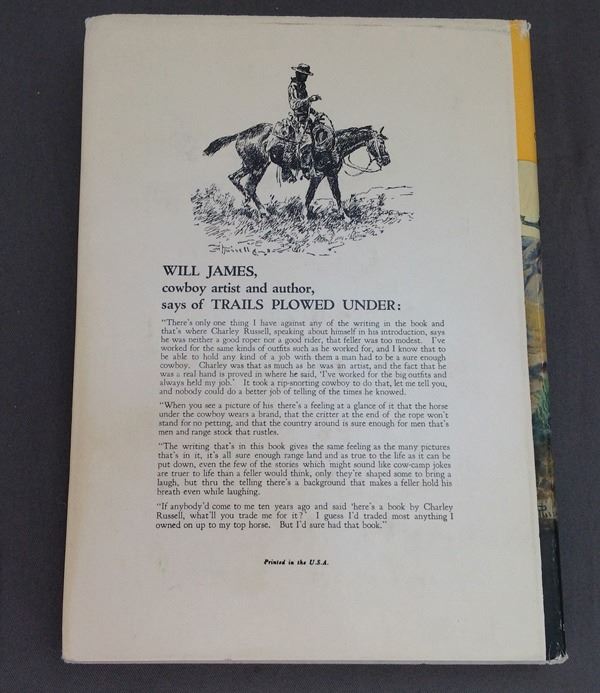 WILL JAMES,
cowboy artist and author,
says of TRAILS PLOWED UNDER:
"There's only one thing I have against any of the writing in the book and
that's where Charley Russell, speaking about himself in his introduction, says
he was neither a good roper nor a good rider, that feller was too modest. I've
worked for the same kinds of outfits such as he worked for, and I know that to
be able to hold any kind of a job with them a man had to be a sure enough
cowboy. Charley was that as much as he was an artist, and the fact that he
was a real hand is proved in where he said, 'I've worked for the big outfits and
always held my job.' It took a rip-snorting cowboy to do that, let me tell you,
and nobody could do a better job of telling of the times he knowed.
"When you see a picture of his there's a feeling at a glance of it that the horse
under the cowboy wears a brand, that the critter at the end of the rope won't
stand for no petting, and that the country around is sure enough for men that's
men and range stock that rustles.
"The writing that's in this book gives the same feeling as the many pictures
that's in it, it's all sure enough range land and as true to the life as it can be
put down, even the few of the stories which might sound like cow-camp jokes
are truer to life than a feller would think, only they're shaped some to bring a
laugh, but thru the telling there's a background that makes a feller hold his
breath even while laughing.
"If anybody'd come to me ten years ago and said 'here's a book by Charley
Russell, what'll you trade me for it?' I guess I'd traded most anything I
owned on up to my top horse. But I'd sure had that book."
Printed in the U.S.A.